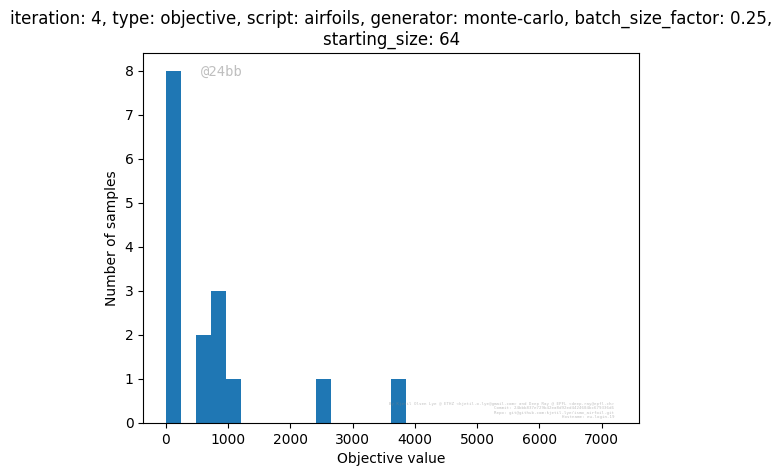 iteration: 4, type: objective, script: airfoils, generator: monte-carlo, batch_size_factor: 0.25,
starting_size: 64
@24bb
8
7
6
5
4
3
2
1
0
Number of samples
0 1000 2000 3000 4000 5000 6000 7000
Objective value